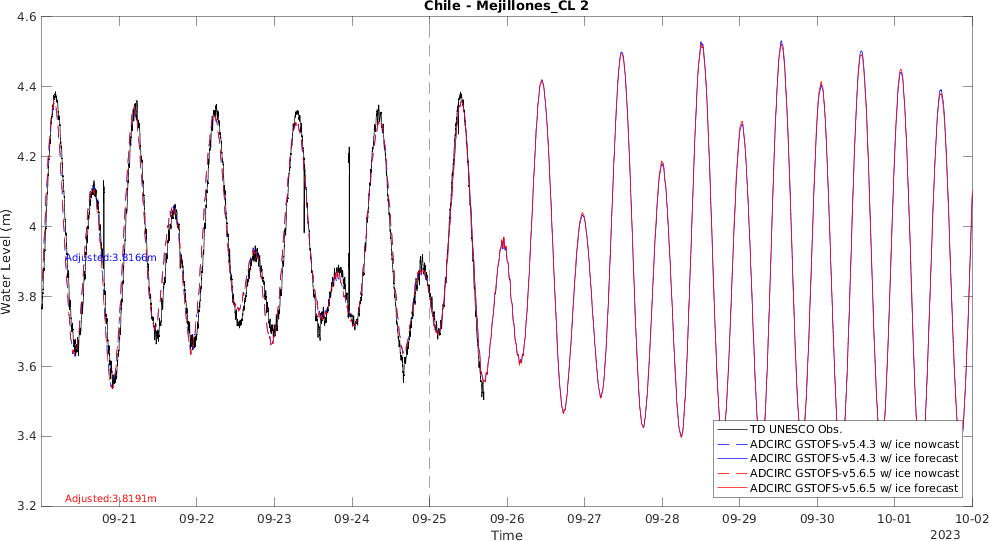 Chile - Mejillones_CL 2
4.6
4.4
4.2
4
3.8
3.6
3.4
3.2
Water Level (m)
Adjusted:3.8166m
Adjusted:3.8191m
TD UNESCO Obs.
ADCIRC GSTOFS-v5.4.3 w/ ice nowcast
ADCIRC GSTOFS-v5.4.3 w/ ice forecast
ADCIRC GSTOFS-v5.6.5 w/ ice nowcast
ADCIRC GSTOFS-v5.6.5 w/ ice forecast
09-21 09-22 09-23 09-24 09-25 09-26 09-27 09-28 09-29 09-30 10-01 10-02
Time
2023